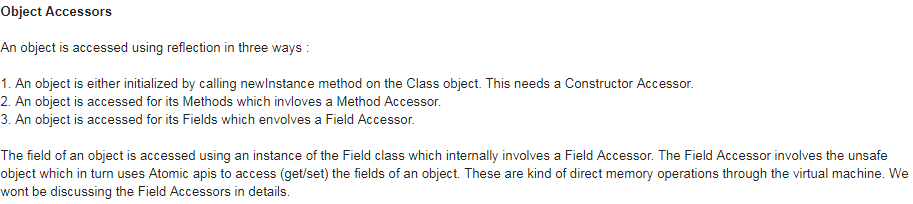 Object Accessors
An object is accessed using reflection in three ways :
1. An object is either initialized by calling newInstance method on the Class object. This needs a Constructor Accessor.
2. An object is accessed for its Methods which invloves a Method Accessor.
3. An object is accessed for its Fields which envolves a Field Accessor.
The field of an object is accessed using an instance of the Field class which internally involves a Field Accessor. The Field Accessor involves the unsafe
object which in turn uses Atomic apis to access (get/set) the fields of an object. These are kind of direct memory operations through the virtual machine. We
wont be discussing the Field Accessors in details.